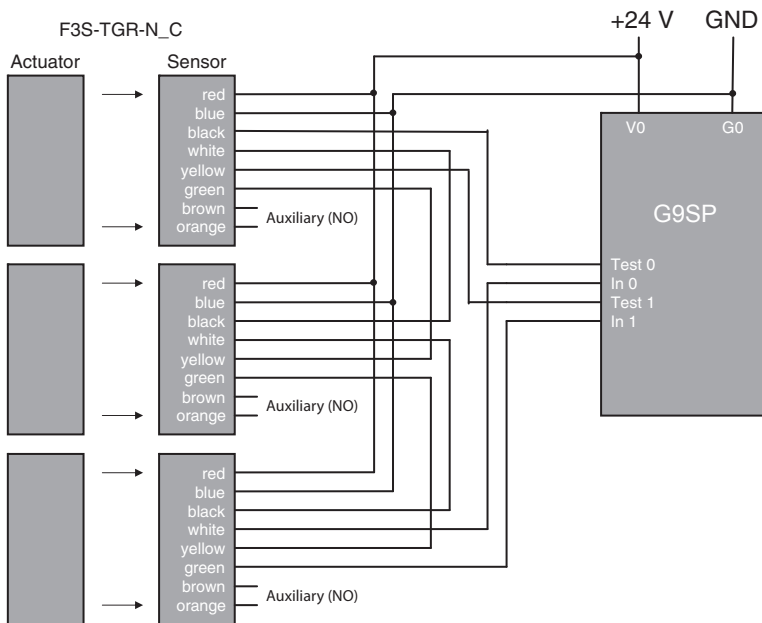 +24 V GND
F3S-TGR-N_C
Actuator Sensor
red
blue
black
white
yellow
green
brown
orange
Auxiliary (NO)
red
blue
black
white
yellow
green
brown
orange
Auxiliary (NO)
red
blue
black
white
yellow
green
brown
orange
Auxiliary (NO)
V0 G0
G9SP
Test 0
In 0
Test 1
In 1